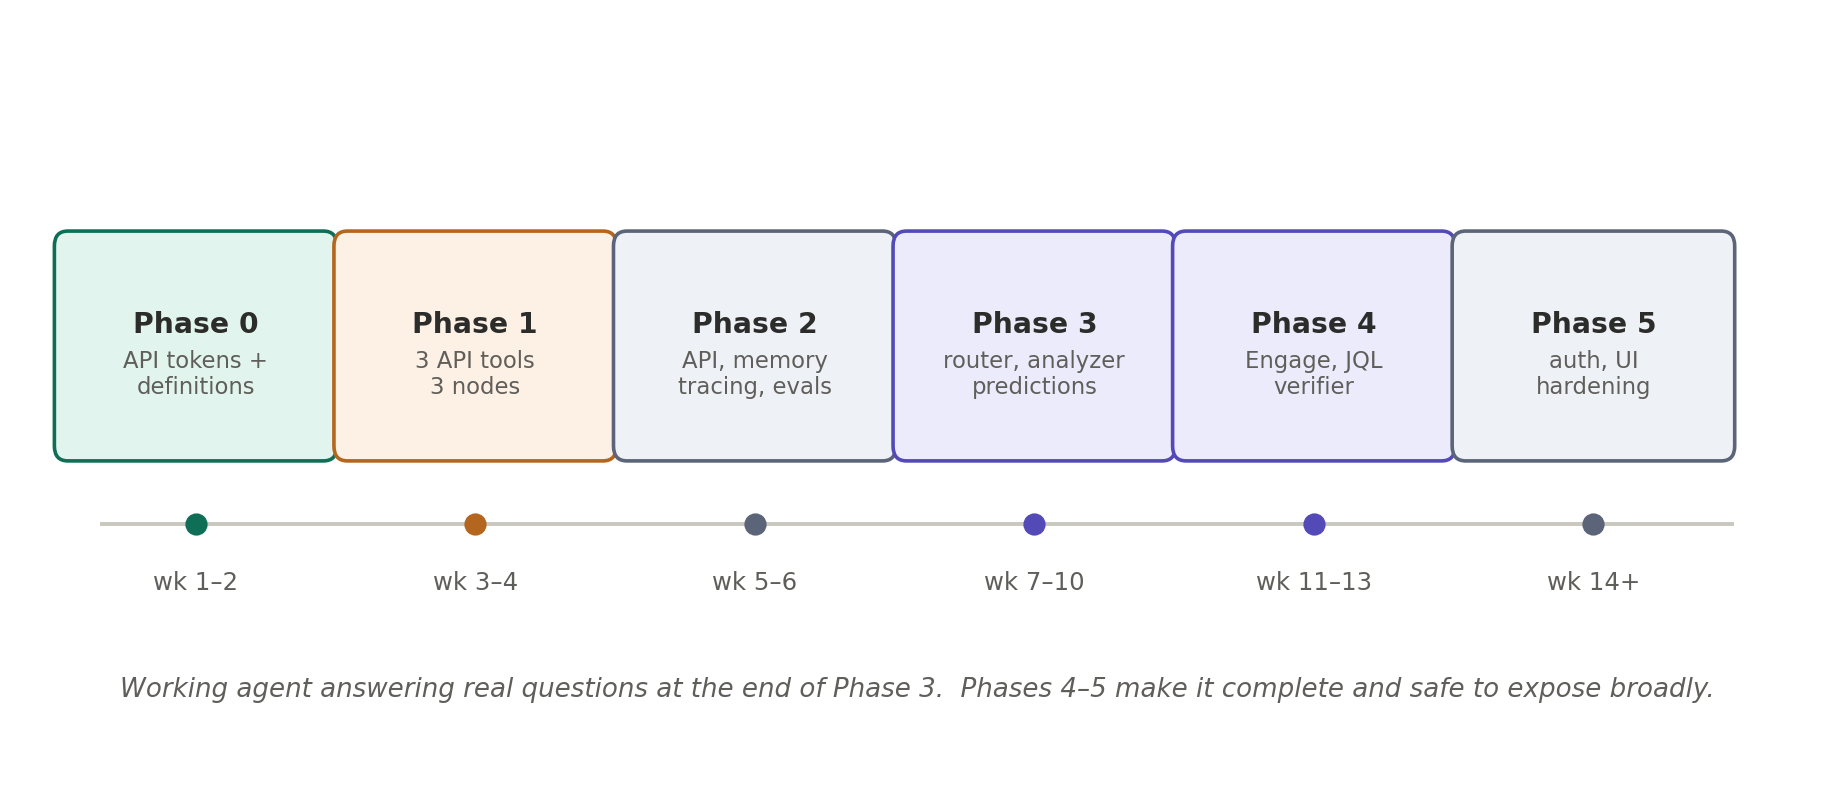 Phase 0
API tokens +
definitions
Phase 1
3 API tools
3 nodes
Phase 2
API, memory
tracing, evals
Phase 3
router, analyzer
predictions
Phase 4
Engage, JQL
verifier
Phase 5
auth, UI
hardening
wk 1–2
wk 3–4
wk 5–6
wk 7–10
wk 11–13
wk 14+
Working agent answering real questions at the end of Phase 3.  Phases 4–5 make it complete and safe to expose broadly.